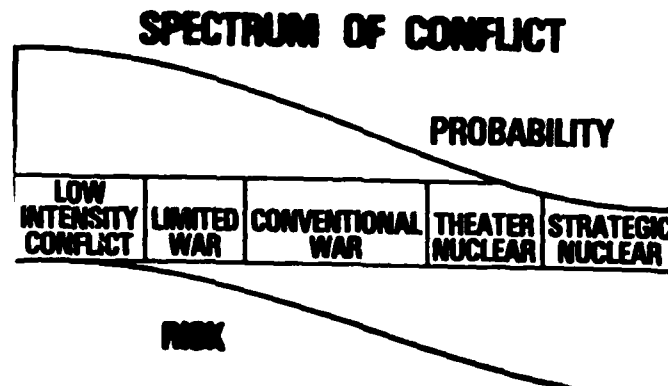 SPECTRUM OF CONFLICT
PROBABILITY
LOW
INTENSITY
CONFLICT
LIMITED
WAR
CONVENTIONAL
WAR
THEATER
NUCLEAR
STRATEGIC
NUCLEAR
RISK